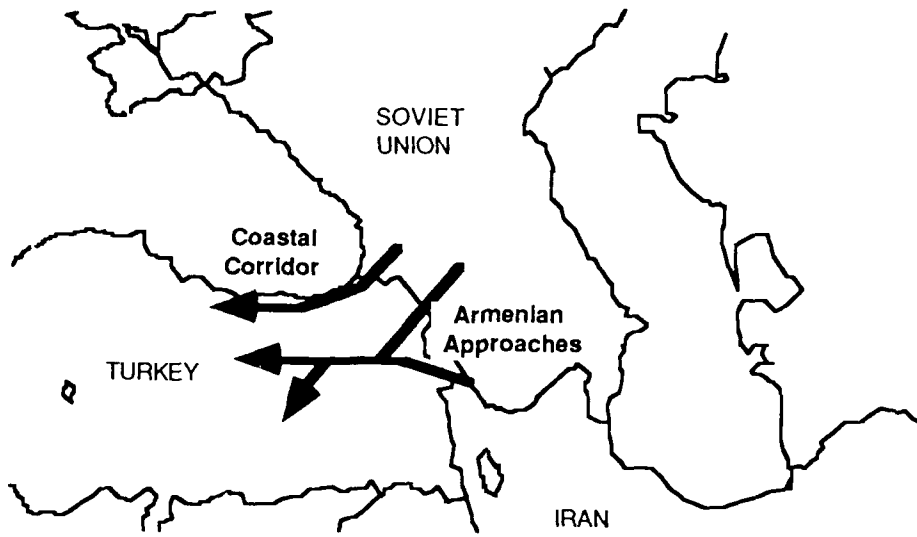 SOVIET
UNION
Coastal
Corridor
Armenian
Approaches
TURKEY
IRAN